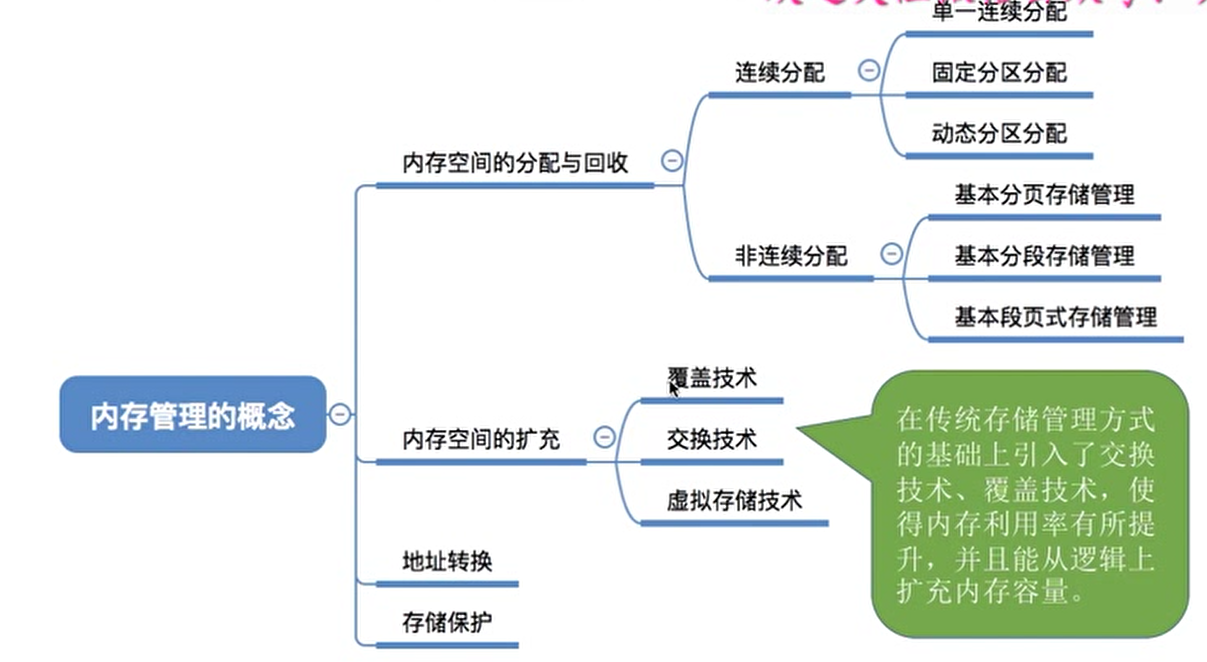 单一连续分配
连续分配
固定分区分配
动态分区分配
内存空间的分配与回收
基本分页存储管理
非连续分配
基本分段存储管理
基本段页式存储管理
内存管理的概念
覆盖技术
内存空间的扩充
交换技术
虚拟存储技术
在传统存储管理方式
的基础上引入了交换
技术、覆盖技术，使
得内存利用率有所提
升，并且能从逻辑上
扩充内存容量。
地址转换
存储保护